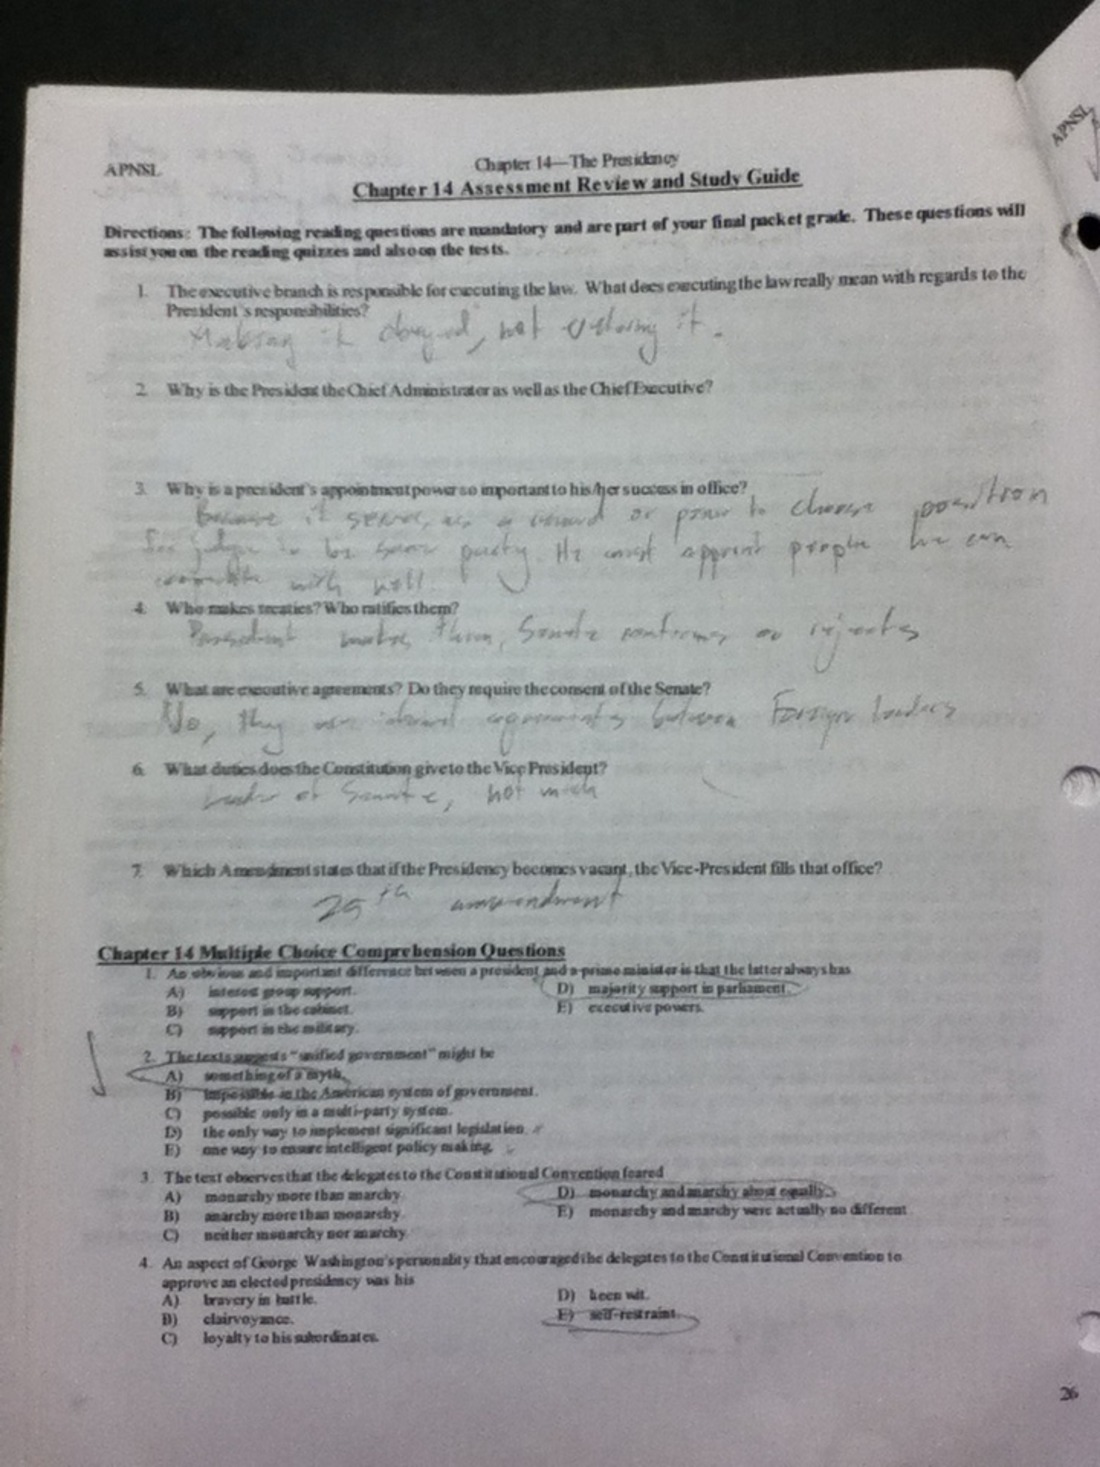 APNSL
APNSL
Chapter 14—The Presidency
Chapter 14 Assessment Review and Study Guide
Directions: The following reading questions are mandatory and are part of your final packet grade. These questions will
assist you on the reading quizzes and also on the tests.
1. The executive branch is responsible for executing the law. What does executing the law really mean with regards to the
President's responsibilities?
Making it obeyed, not it.
2. Why is the President the Chief Administrator as well as the Chief Executive?
3. Why is a president's appointment power so important to his/her success in office?
Because it serves as a reward or power to choose position
for judges to be same party. He must appoint people he can
with well.
4. Who makes treaties? Who ratifies them?
President makes them, Senate confirms or rejects
5. What are executive agreements? Do they require the consent of the Senate?
No, they are agreements between Foreign leaders
6. What duties does the Constitution give to the Vice President?
Leader of Senate, not much
7. Which Amendment states that if the Presidency becomes vacant, the Vice-President fills that office?
25th ammendment
Chapter 14 Multiple Choice Comprehension Questions
1. An obvious and important difference between a president and a prime minister is that the latter always has
A) interest group support.
B) support in the cabinet.
C) support in the military.
D) majority support in parliament.
E) executive powers.
2. The texts suggests "unified government" might be
A) something of a myth.
B) impossible in the American system of government.
C) possible only in a multi-party system.
D) the only way to implement significant legislation.
E) one way to ensure intelligent policy making.
3. The text observes that the delegates to the Constitutional Convention feared
A) monarchy more than anarchy.
B) anarchy more than monarchy.
C) neither monarchy nor anarchy.
D) monarchy and anarchy about equally.
E) monarchy and anarchy were actually no different
4. An aspect of George Washington's personality that encouraged the delegates to the Constitutional Convention to
approve an elected presidency was his
A) bravery in battle.
B) clairvoyance.
C) loyalty to his subordinates.
D) keen wit.
E) self-restraint.
26